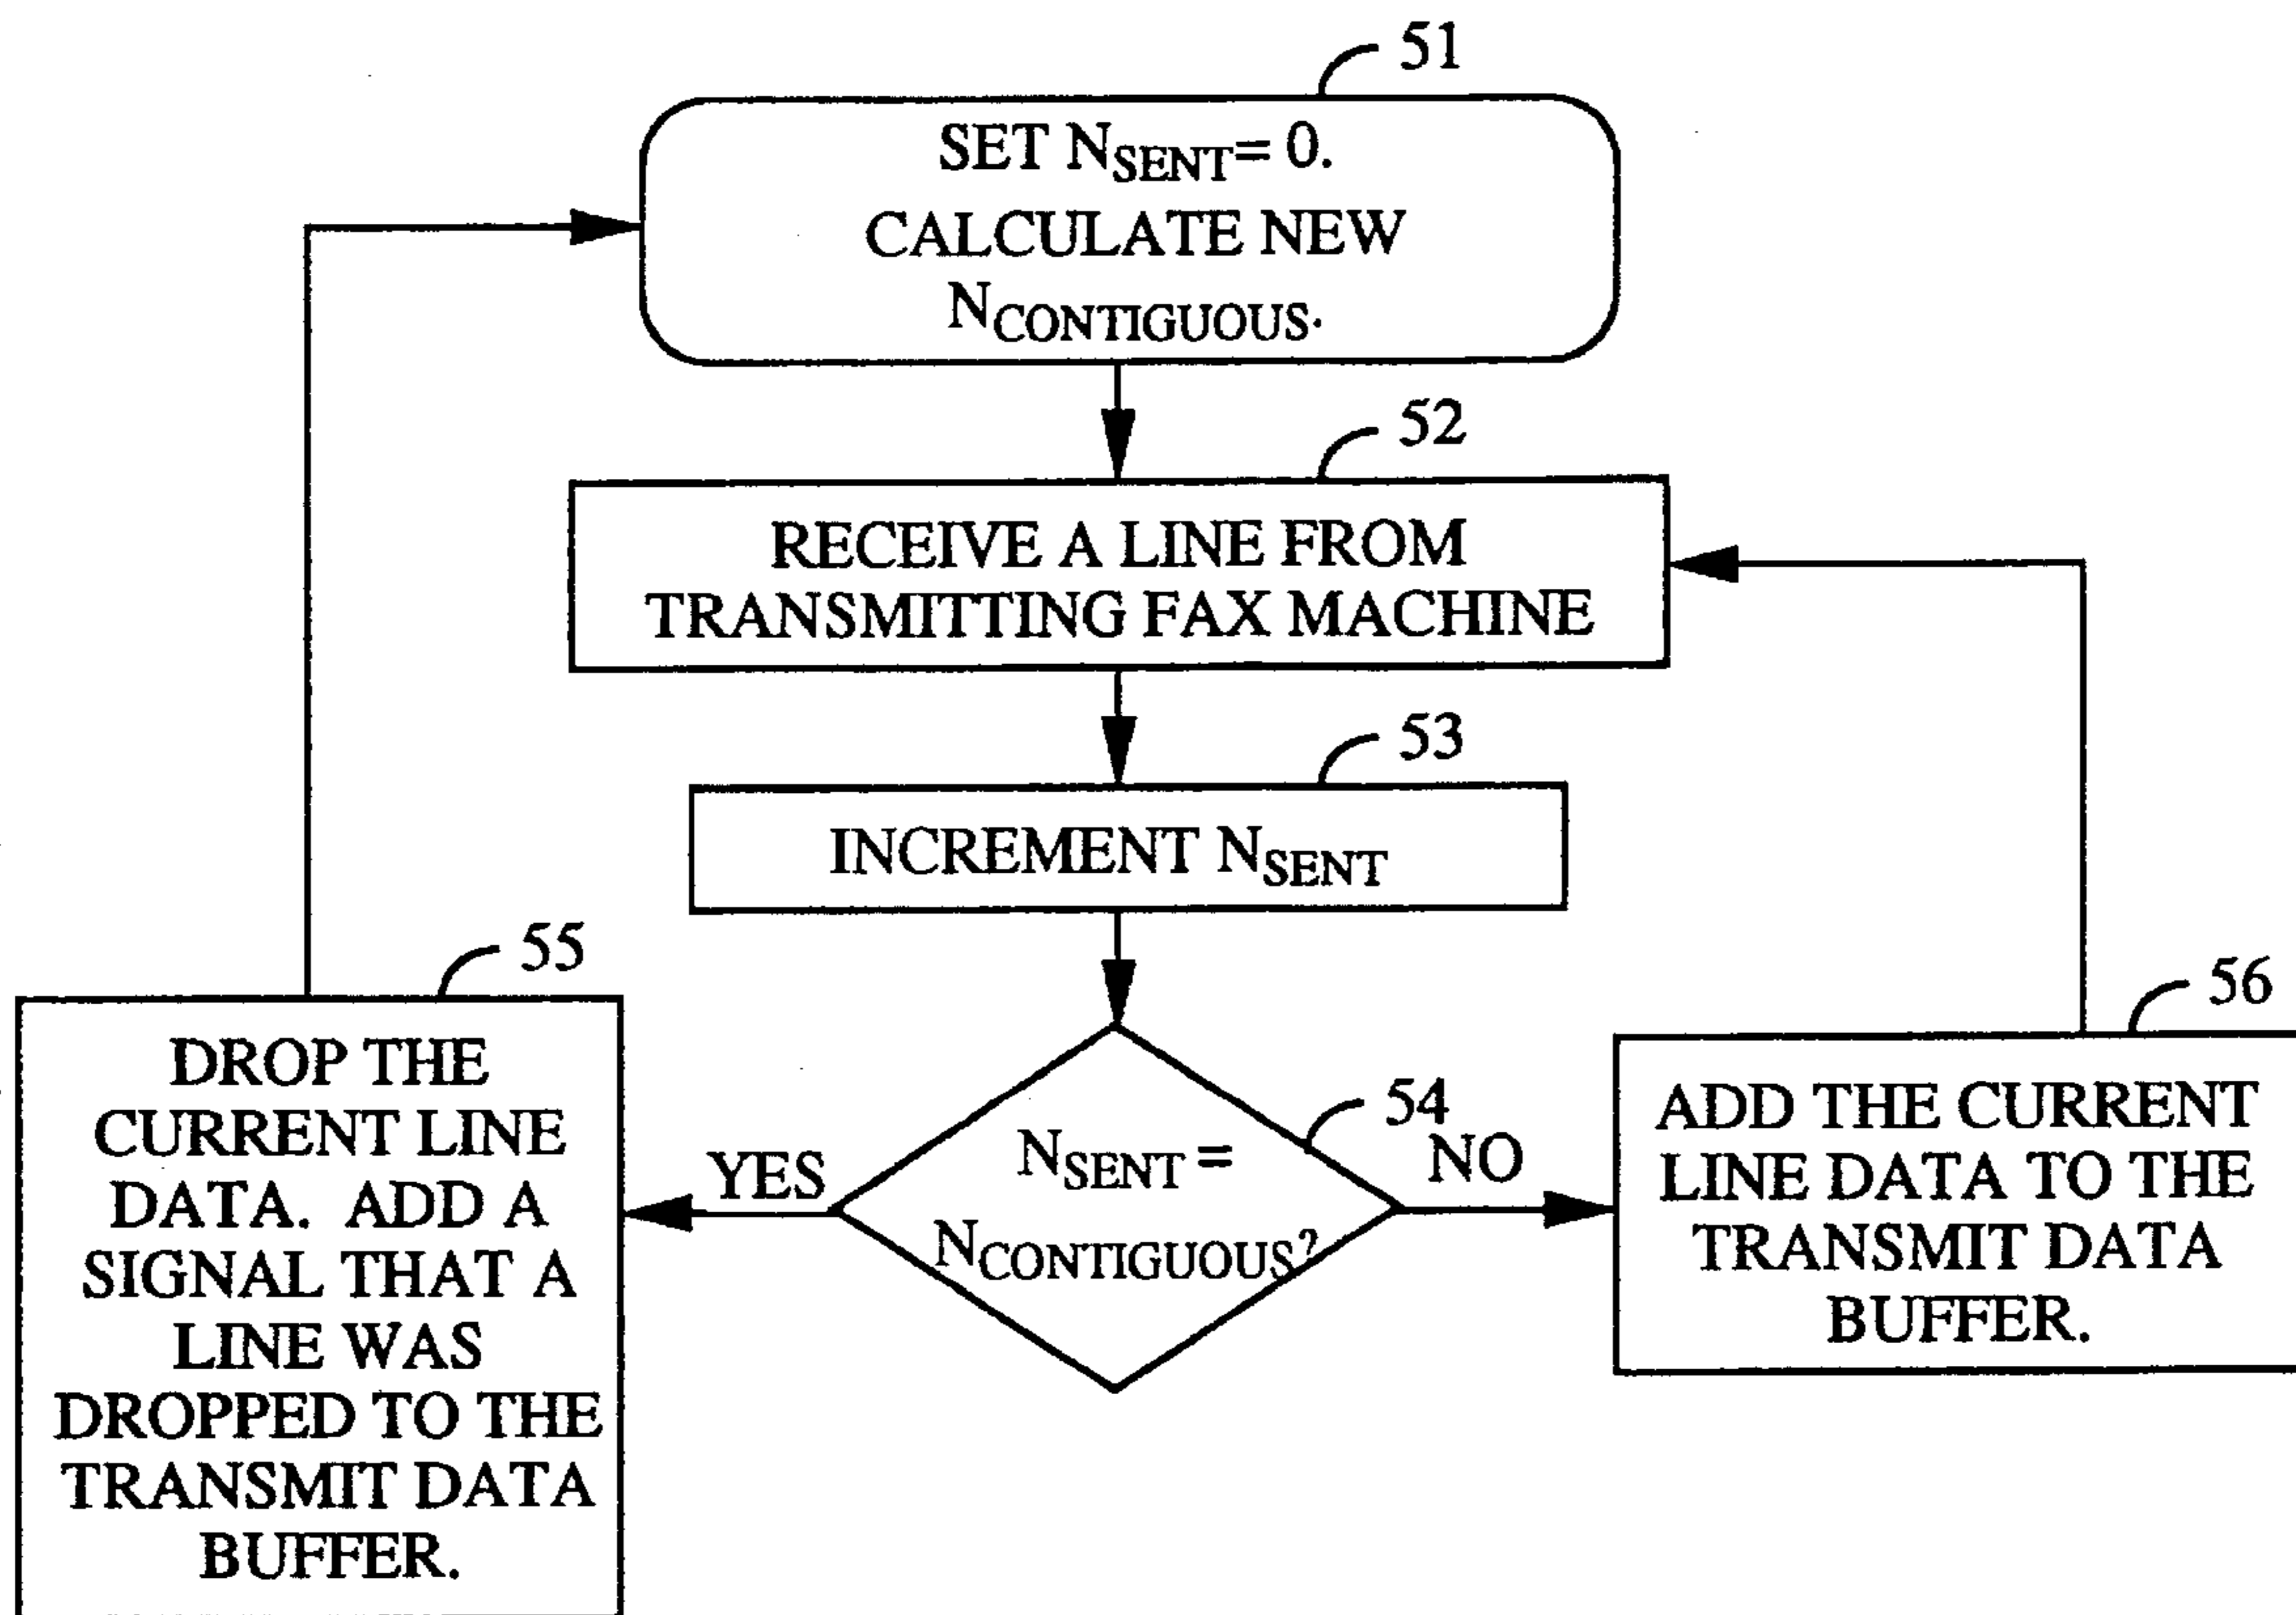 51
SET NSENT= 0.
CALCULATE NEW
NCONTIGUOUS.
52
RECEIVE A LINE FROM
TRANSMITTING FAX MACHINE
53
INCREMENT NSENT
54
NSENT =
NCONTIGUOUS?
YES
NO
55
DROP THE
CURRENT LINE
DATA. ADD A
SIGNAL THAT A
LINE WAS
DROPPED TO THE
TRANSMIT DATA
BUFFER.
56
ADD THE CURRENT
LINE DATA TO THE
TRANSMIT DATA
BUFFER.